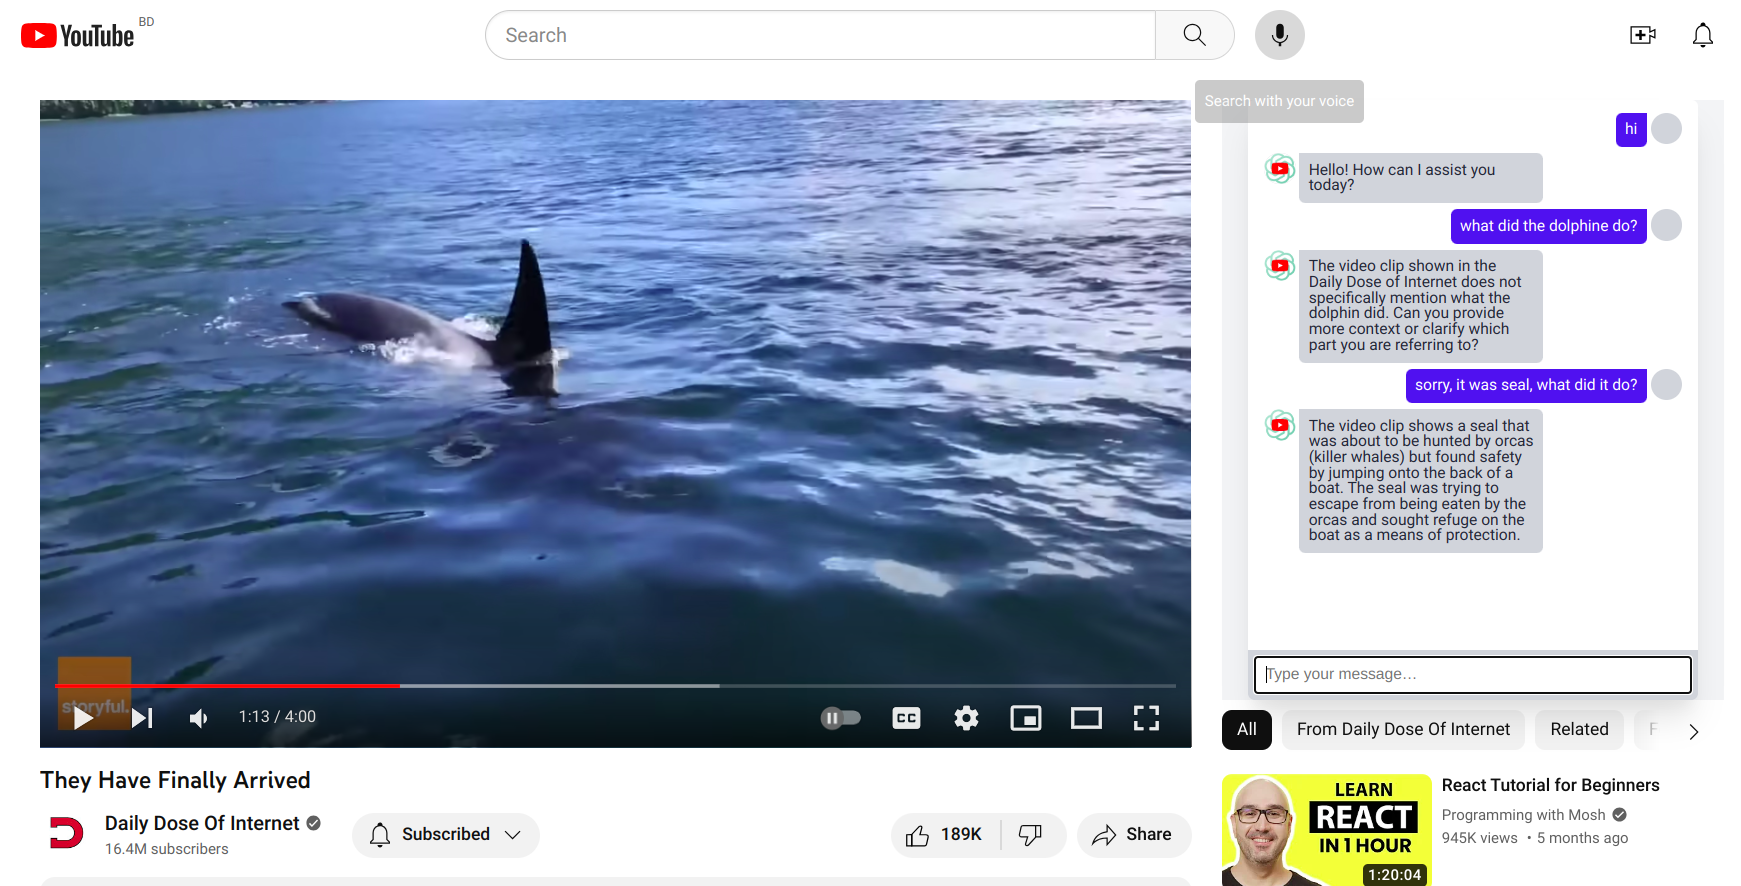 YouTube BD
Search
Search with your voice
hi
Hello! How can I assist you
today?
what did the dolphine do?
The video clip shown in the
Daily Dose of Internet does not
specifically mention what the
dolphin did. Can you provide
more context or clarify which
part you are referring to?
sorry, it was seal, what did it do?
The video clip shows a seal that
was about to be hunted by orcas
(killer whales) but found safety
by jumping onto the back of a
boat. The seal was trying to
escape from being eaten by the
orcas and sought refuge on the
boat as a means of protection.
Type your message...
storyful.
1:13 / 4:00
CC
They Have Finally Arrived
Daily Dose Of Internet
16.4M subscribers
Subscribed
189K
Share
All
From Daily Dose Of Internet
Related
F
LEARN
REACT
IN 1 HOUR
1:20:04
React Tutorial for Beginners
Programming with Mosh
945K views • 5 months ago